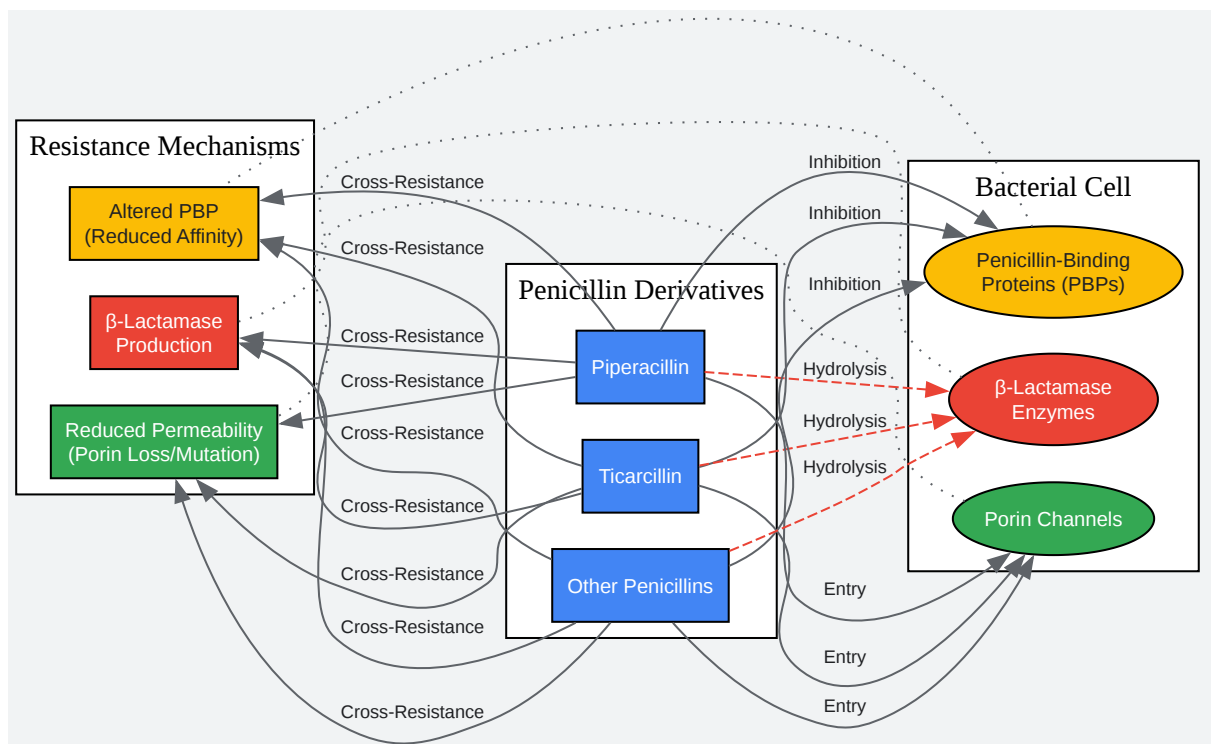 Resistance Mechanisms
Altered PBP
(Reduced Affinity)
β-Lactamase
Production
Reduced Permeability
(Porin Loss/Mutation)
Cross-Resistance
Cross-Resistance
Cross-Resistance
Cross-Resistance
Cross-Resistance
Cross-Resistance
Cross-Resistance
Cross-Resistance
Cross-Resistance
Penicillin Derivatives
Piperacillin
Ticarcillin
Other Penicillins
Inhibition
Inhibition
Inhibition
Hydrolysis
Hydrolysis
Hydrolysis
Entry
Entry
Entry
Bacterial Cell
Penicillin-Binding
Proteins (PBPs)
β-Lactamase
Enzymes
Porin Channels